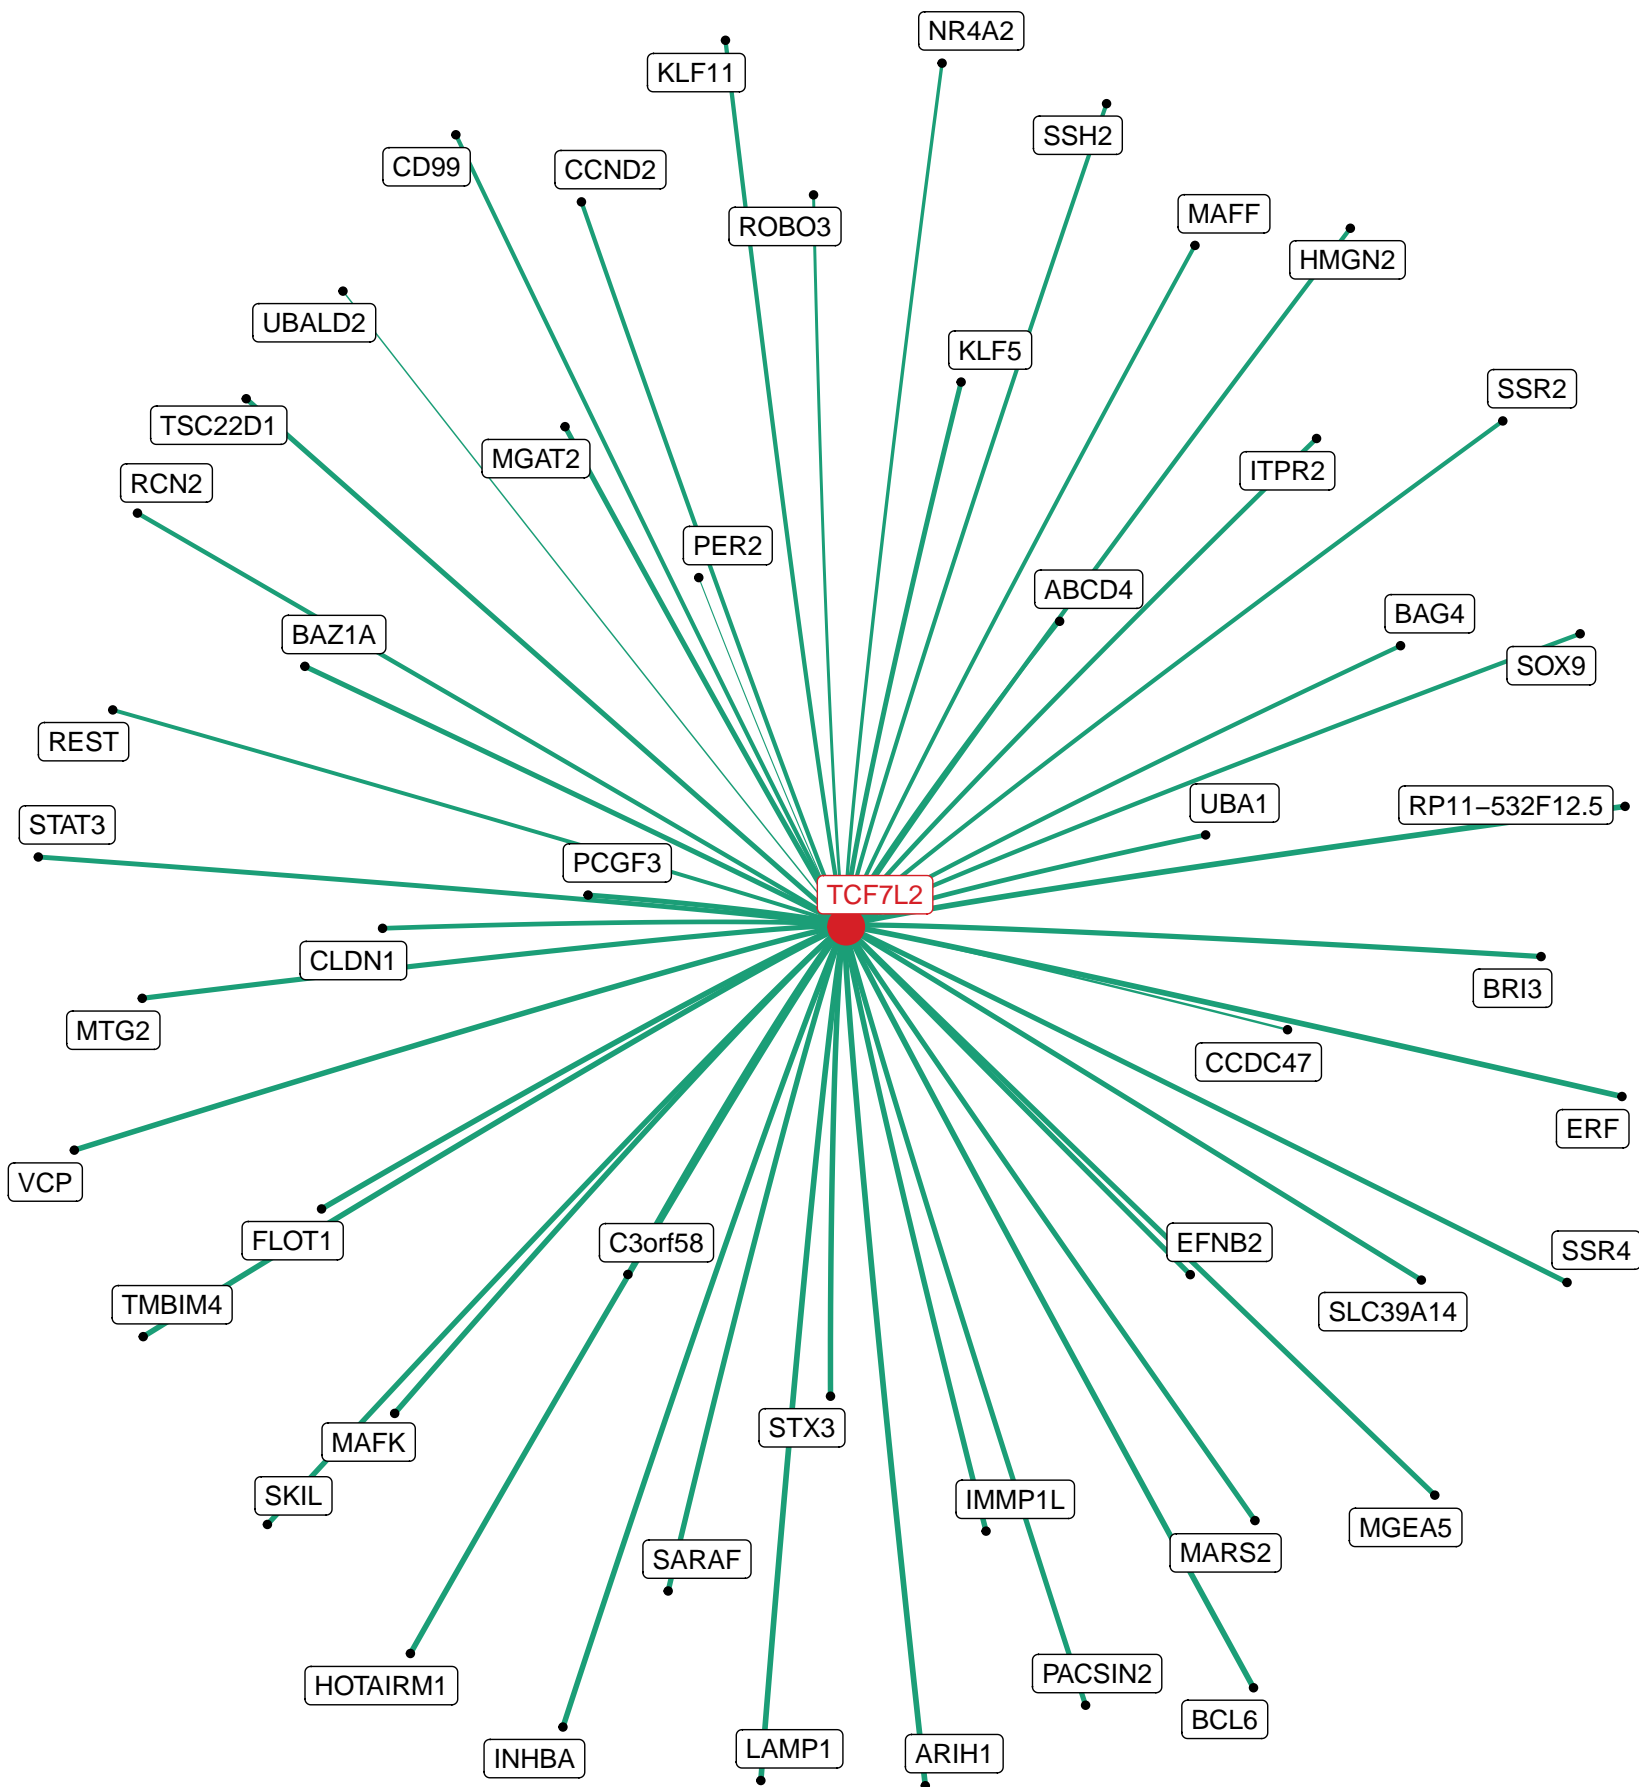 NR4A2
KLF11
SSH2
CD99
CCND2
MAFF
ROBO3
HMGN2
UBALD2
KLF5
SSR2
TSC22D1
MGAT2
ITPR2
RCN2
PER2
ABCD4
BAG4
BAZ1A
SOX9
REST
UBA1
RP11−532F12.5
STAT3
PCGF3
TCF7L2
CLDN1
BRI3
MTG2
CCDC47
ERF
VCP
FLOT1
C3orf58
EFNB2
SSR4
TMBIM4
SLC39A14
STX3
MAFK
SKIL
IMMP1L
MGEA5
SARAF
MARS2
HOTAIRM1
PACSIN2
BCL6
INHBA
LAMP1
ARIH1